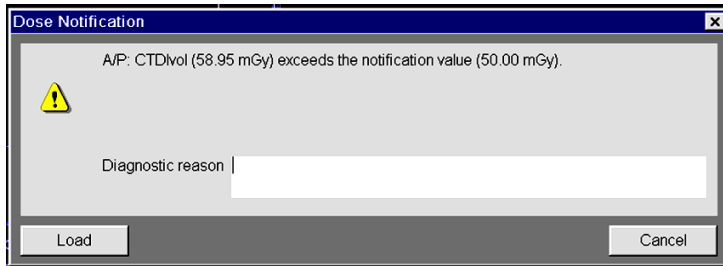 Dose Notification
A/P: CTDIvol (58.95 mGy) exceeds the notification value (50.00 mGy).
Diagnostic reason
Load
Cancel